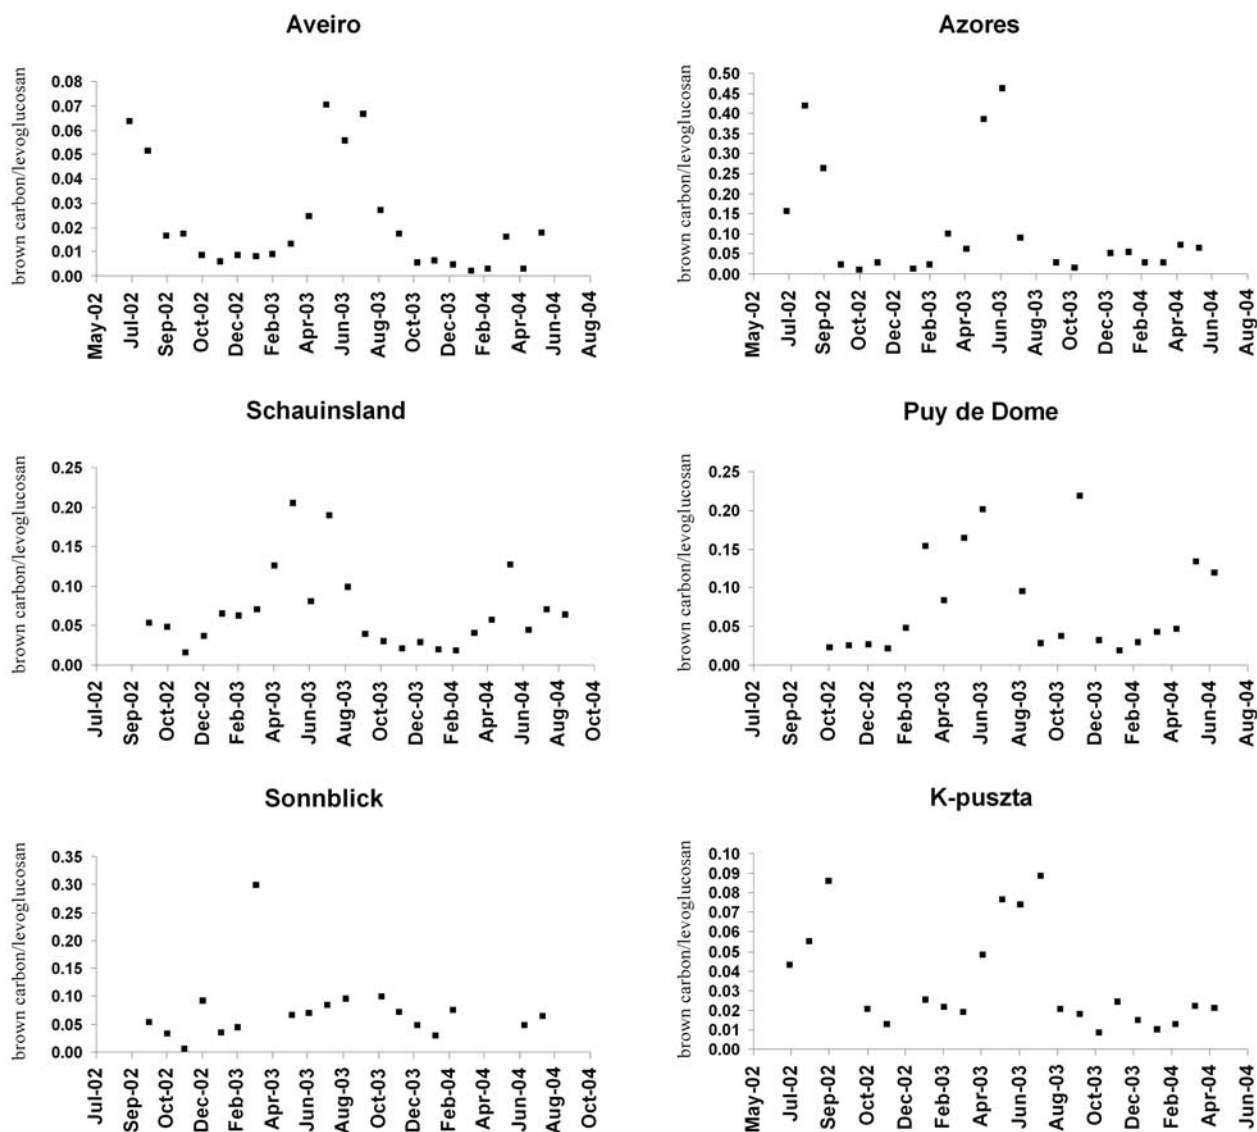 Aveiro
brown carbon/levoglucosan
0.08
0.07
0.06
0.05
0.04
0.03
0.02
0.01
0.00
May-02
Jul-02
Sep-02
Oct-02
Dec-02
Feb-03
Apr-03
Jun-03
Aug-03
Oct-03
Dec-03
Feb-04
Apr-04
Jun-04
Aug-04
Azores
brown carbon/levoglucosan
0.50
0.45
0.40
0.35
0.30
0.25
0.20
0.15
0.10
0.05
0.00
May-02
Jul-02
Sep-02
Oct-02
Dec-02
Feb-03
Apr-03
Jun-03
Aug-03
Oct-03
Dec-03
Feb-04
Apr-04
Jun-04
Aug-04
Schauinsland
brown carbon/levoglucosan
0.25
0.20
0.15
0.10
0.05
0.00
Jul-02
Sep-02
Oct-02
Dec-02
Feb-03
Apr-03
Jun-03
Aug-03
Oct-03
Dec-03
Feb-04
Apr-04
Jun-04
Aug-04
Oct-04
Puy de Dome
brown carbon/levoglucosan
0.25
0.20
0.15
0.10
0.05
0.00
Jul-02
Sep-02
Oct-02
Dec-02
Feb-03
Apr-03
Jun-03
Aug-03
Oct-03
Dec-03
Feb-04
Apr-04
Jun-04
Aug-04
Sonnblick
brown carbon/levoglucosan
0.35
0.30
0.25
0.20
0.15
0.10
0.05
0.00
Jul-02
Sep-02
Oct-02
Dec-02
Feb-03
Apr-03
Jun-03
Aug-03
Oct-03
Dec-03
Feb-04
Apr-04
Jun-04
Aug-04
Oct-04
K-puszta
brown carbon/levoglucosan
0.10
0.09
0.08
0.07
0.06
0.05
0.04
0.03
0.02
0.01
0.00
May-02
Jul-02
Sep-02
Oct-02
Dec-02
Feb-03
Apr-03
Jun-03
Aug-03
Oct-03
Dec-03
Feb-04
Apr-04
Jun-04